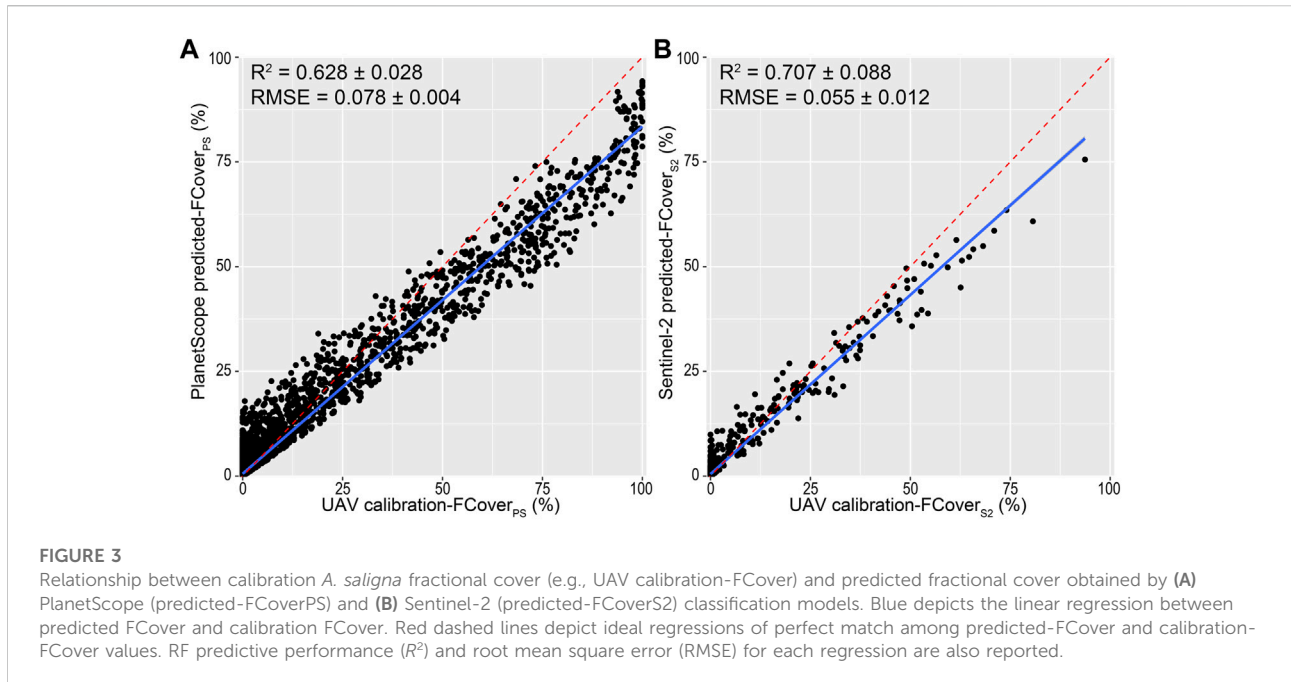 A
R² = 0.628 ± 0.028
RMSE = 0.078 ± 0.004
PlanetScope predicted-FCover_PS (%)
100
75
50
25
0
0 25 50 75 100
UAV calibration-FCover_PS (%)
B
R² = 0.707 ± 0.088
RMSE = 0.055 ± 0.012
Sentinel-2 predicted-FCover_S2 (%)
100
75
50
25
0
0 25 50 75 100
UAV calibration-FCover_S2 (%)
FIGURE 3
Relationship between calibration A. saligna fractional cover (e.g., UAV calibration-FCover) and predicted fractional cover obtained by (A)
PlanetScope (predicted-FCoverPS) and (B) Sentinel-2 (predicted-FCoverS2) classification models. Blue depicts the linear regression between
predicted FCover and calibration FCover. Red dashed lines depict ideal regressions of perfect match among predicted-FCover and calibration-
FCover values. RF predictive performance (R²) and root mean square error (RMSE) for each regression are also reported.